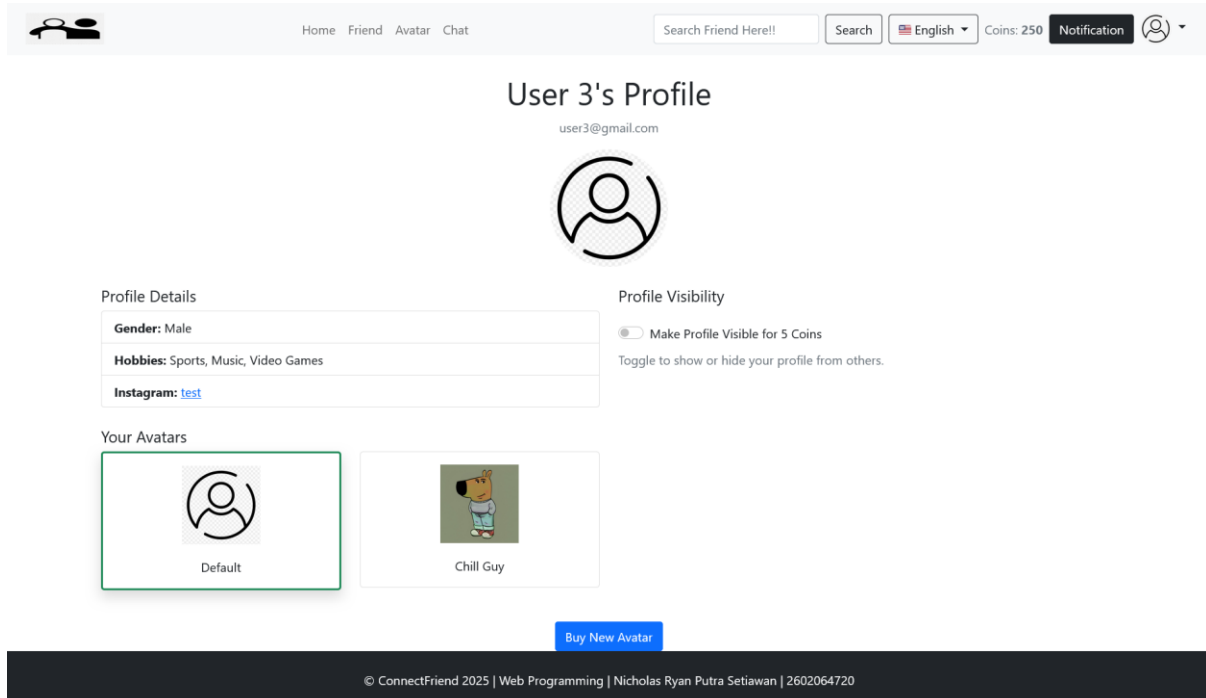 Home Friend Avatar Chat Search Friend Here!! Search English Coins: 250 Notification
User 3's Profile
user3@gmail.com
Profile Details
Gender: Male
Hobbies: Sports, Music, Video Games
Instagram: test
Profile Visibility
Make Profile Visible for 5 Coins
Toggle to show or hide your profile from others.
Your Avatars
Default
Chill Guy
Buy New Avatar
© ConnectFriend 2025 | Web Programming | Nicholas Ryan Putra Setiawan | 2602064720